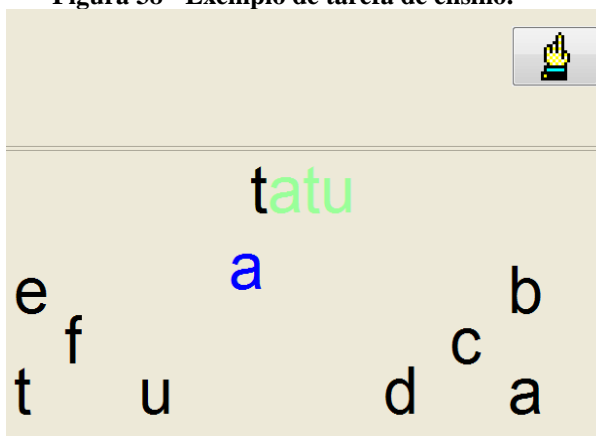 Figura 38 - Exemplo de tarefa de ensino.
tatu
a
e b
f c
t u d a